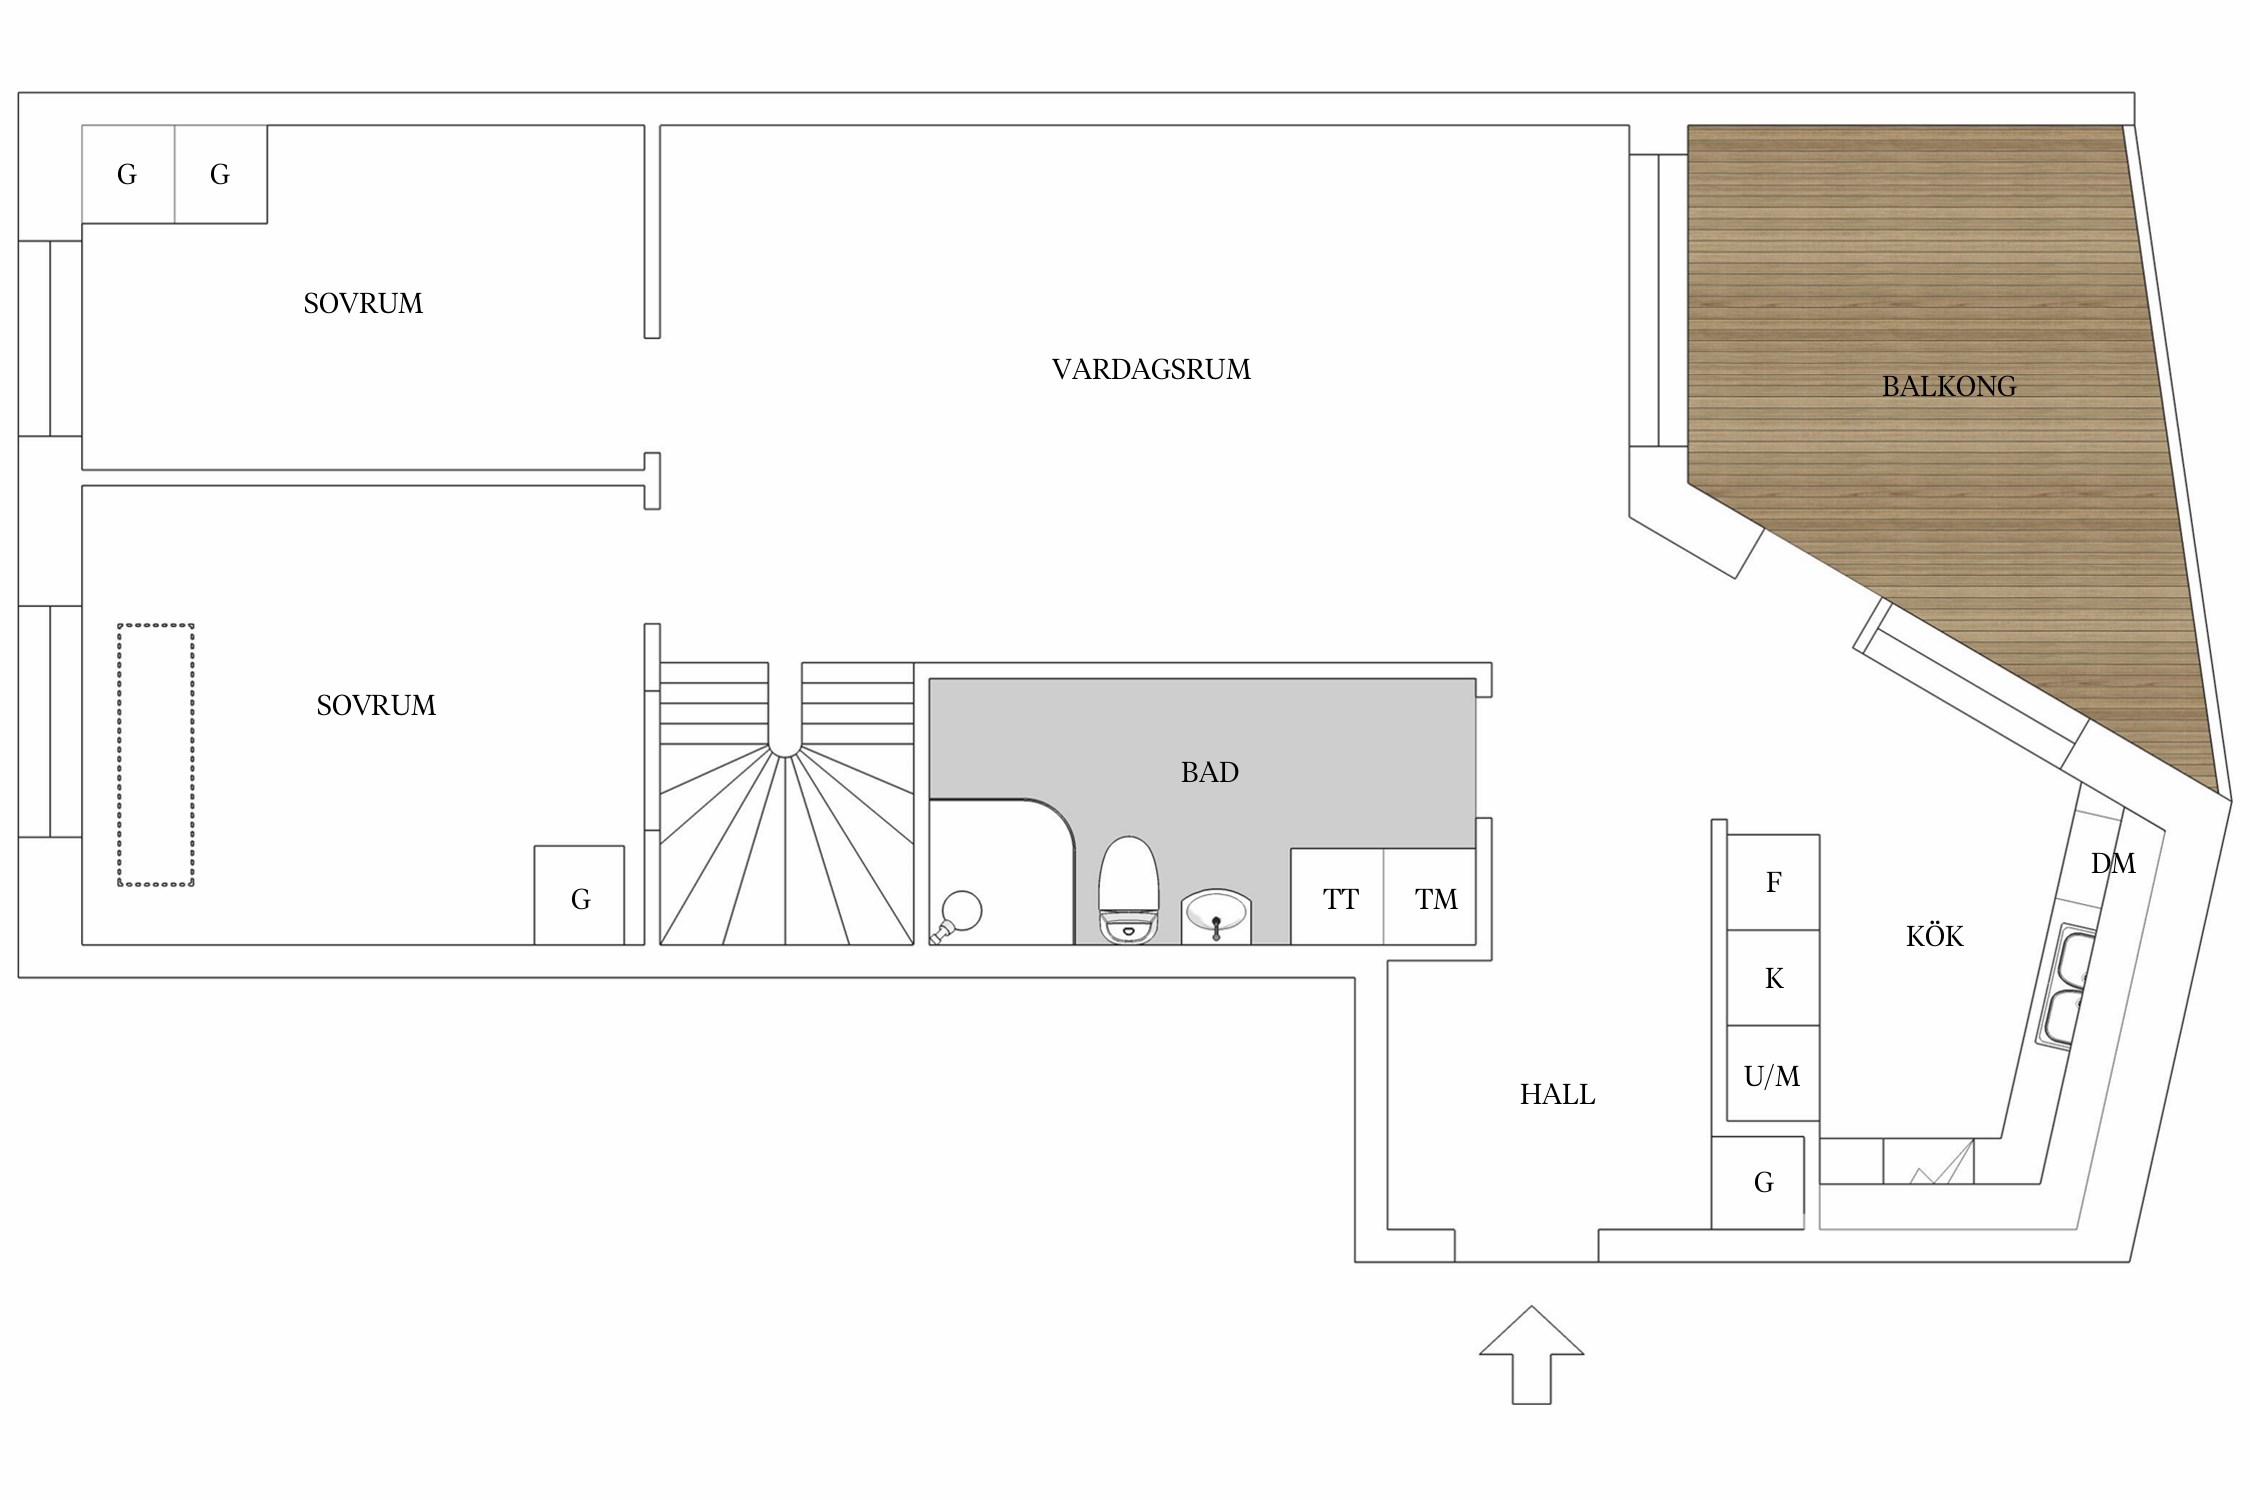 G
G
SOVRUM
VARDAGSRUM
BALKONG
SOVRUM
BAD
G
TT
TM
F
K
U/M
G
DM
KÖK
HALL